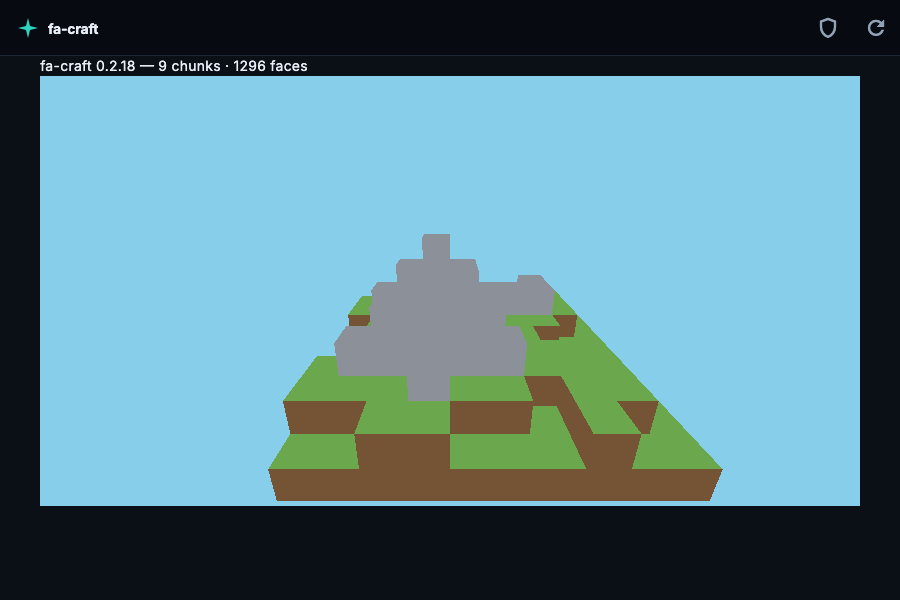 fa-craft
fa-craft 0.2.18 — 9 chunks · 1296 faces